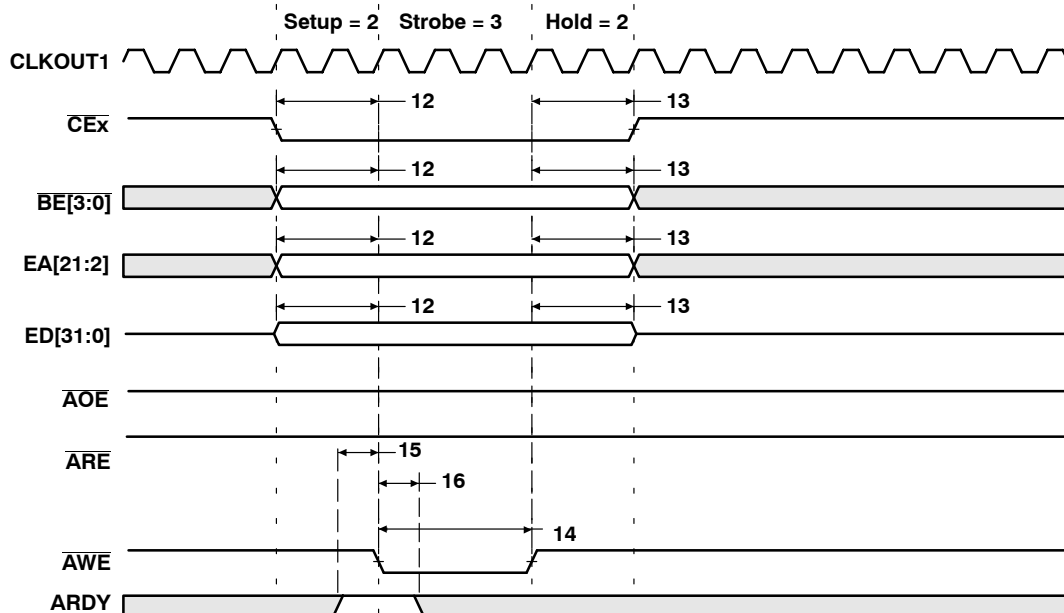 Setup = 2 Strobe = 3 Hold = 2
CLKOUT1
12 13
CEx
12 13
BE[3:0]
12 13
EA[21:2]
12 13
ED[31:0]
AOE
15
ARE
16
14
AWE
ARDY